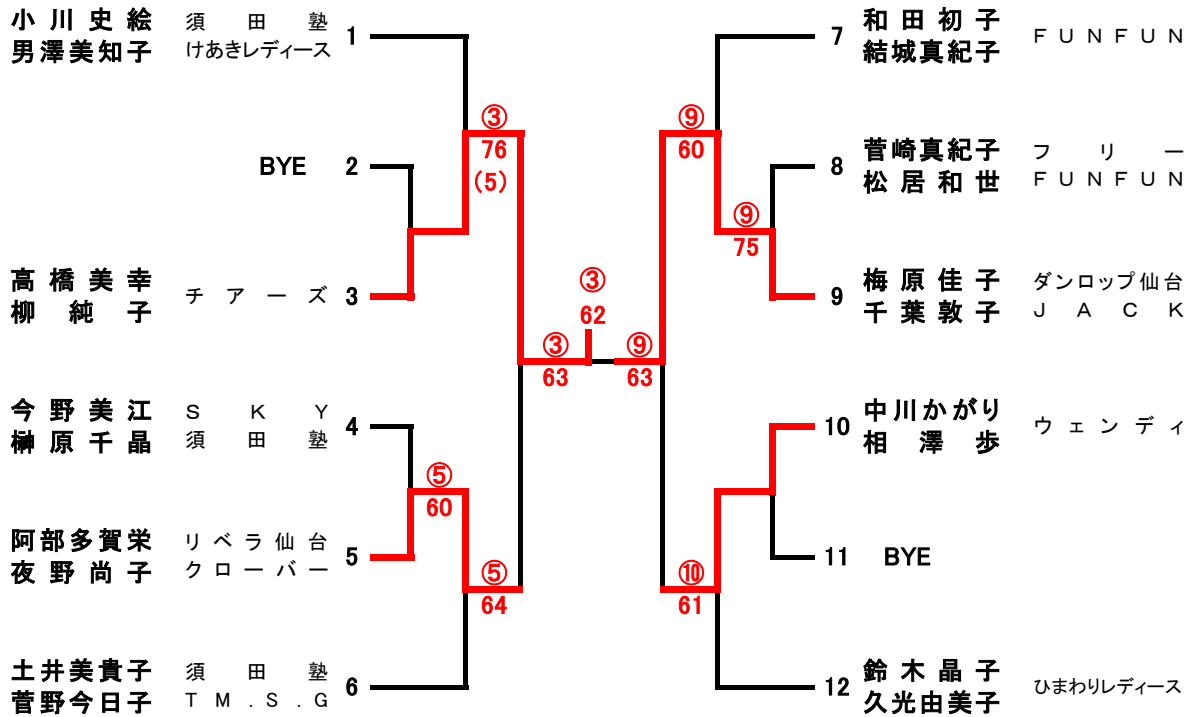 小川史絵 須田塾 1
男澤美知子 けあきレディース
BYE 2
高橋美幸 チアーズ 3
柳純子
今野美江 SKY 4
榊原千晶 須田塾
阿部多賀栄 リベラ仙台 5
夜野尚子 クローバー
土井美貴子 須田塾 6
菅野今日子 TM.S.G
③
76
(5)
⑤
60
⑤
64
③
63
③
62
⑨
63
⑨
60
⑨
75
⑩
61
7 和田初子 FUNFUN
結城真紀子
8 菅崎真紀子 フリー
松居和世 FUNFUN
9 梅原佳子 ダンロップ仙台
千葉敦子 JACK
10 中川かがり ウェンディ
相澤歩
11 BYE
12 鈴木晶子 ひまわりレディース
久光由美子